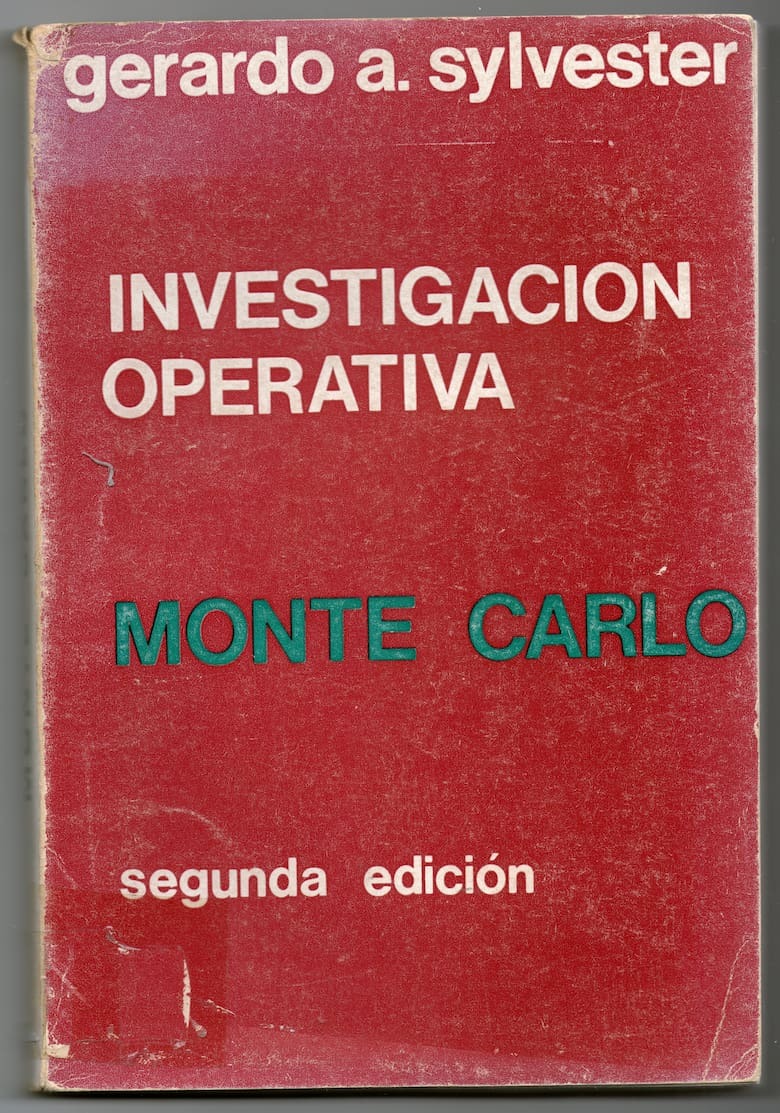 gerardo a. sylvester
INVESTIGACION
OPERATIVA
MONTE CARLO
segunda edición